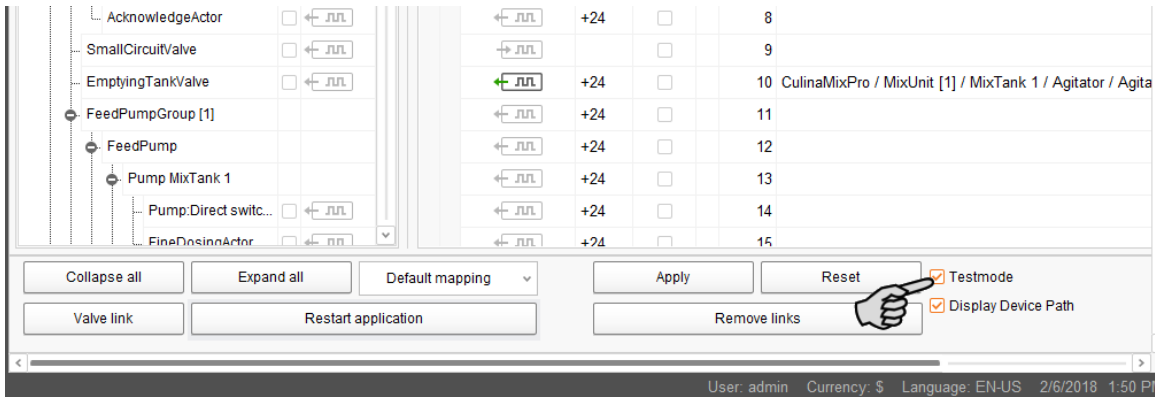 AcknowledgeActor +24 8
SmallCircuitValve 9
EmptyingTankValve +24 10 CulinaMixPro / MixUnit [1] / MixTank 1 / Agitator / Agita
FeedPumpGroup [1] +24 11
FeedPump +24 12
Pump MixTank 1 +24 13
Pump:Direct switc... +24 14
FineDosingActor +24 15
Collapse all Expand all Default mapping Apply Reset Testmode
Valve link Restart application Remove links Display Device Path
User: admin Currency: $ Language: EN-US 2/6/2018 1:50 PM